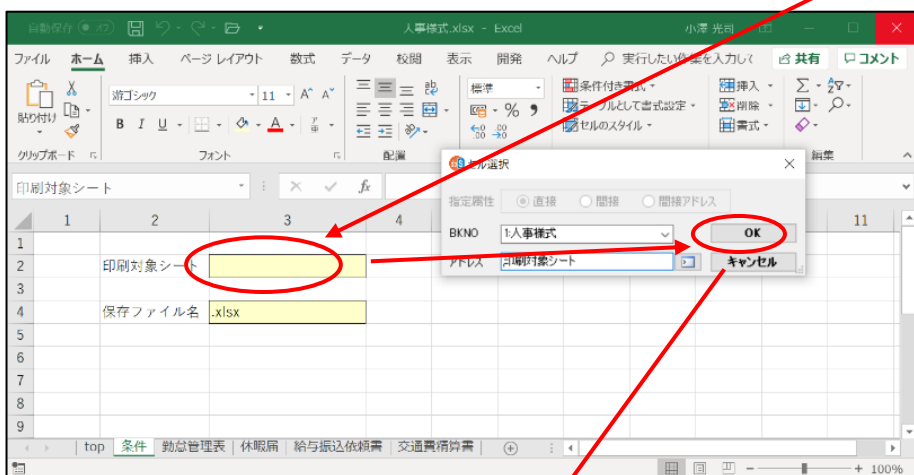 自動保存 人事様式.xlsx - Excel 小澤 光司
ファイル ホーム 挿入 ページ レイアウト 数式 データ 校閲 表示 開発 ヘルプ 実行したい作業を入力して 共有 コメント
貼り付け 游ゴシック 11 A^ A˅ 標準 条件付き書式 挿入 Σ
B I U A % 9 テーブルとして書式設定 削除
セルのスタイル 書式
クリップボード フォント 配置 編集
セル選択
指定属性 直接 間接 間接アドレス
BKNO 1:人事様式 OK
アドレス 印刷対象シート キャンセル
印刷対象シート fx
1 2 3 4 11
1
2 印刷対象シート
3
4 保存ファイル名 .xlsx
5
6
7
8
9
top 条件 勤怠管理表 休暇届 給与振込依頼書 交通費精算書
100%